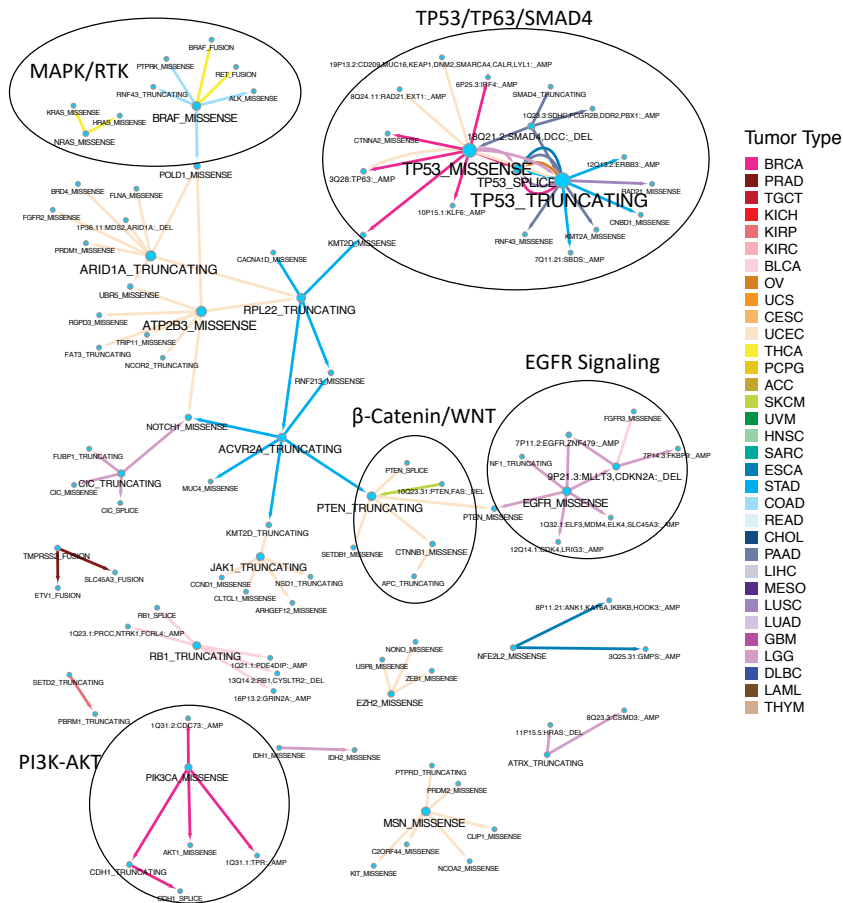 TP53/TP63/SMAD4
MAPK/RTK
BRAF_FUSION
PTPRK_MISSENSE
RET_FUSION
RNF43_TRUNCATING
ALK_MISSENSE
BRAF_MISSENSE
KRAS_MISSENSE
HRAS_MISSENSE
NRAS_MISSENSE
19P13.2:CD209,MUC16,KEAP1,DNM2,SMARCA4,CALR,LYL1:_AMP
6P25.3:IRF4:_AMP
8Q24.11:RAD21,EXT1:_AMP
SMAD4_TRUNCATING
1Q23.3:SDHC,FCGR2B,DDR2,PBX1:_AMP
CTNNA2_MISSENSE
18Q21.2:SMAD4,DCC:_DEL
TP53_MISSENSE
12Q13.2:ERBB3:_AMP
3Q28:TP63:_AMP
TP53_SPLICE
RAD21_MISSENSE
TP53_TRUNCATING
10P15.1:KLF6:_AMP
CNBD1_MISSENSE
KMT2A_MISSENSE
RNF43_MISSENSE
KMT2D_MISSENSE
7Q11.21:SBDS:_AMP
POLD1_MISSENSE
BRD4_MISSENSE
FLNA_MISSENSE
FGFR2_MISSENSE
1P36.11:MDS2,ARID1A:_DEL
PRDM1_MISSENSE
ARID1A_TRUNCATING
CACNA1D_MISSENSE
UBR5_MISSENSE
RPL22_TRUNCATING
RGPD3_MISSENSE
ATP2B3_MISSENSE
TRIP11_MISSENSE
FAT3_TRUNCATING
NCOR2_TRUNCATING
RNF213_MISSENSE
NOTCH1_MISSENSE
ACVR2A_TRUNCATING
FUBP1_TRUNCATING
CIC_TRUNCATING
CIC_MISSENSE
CIC_SPLICE
MUC4_MISSENSE
β-Catenin/WNT
PTEN_SPLICE
10Q23.31:PTEN,FAS:_DEL
PTEN_TRUNCATING
PTEN_MISSENSE
SETDB1_MISSENSE
CTNNB1_MISSENSE
APC_TRUNCATING
EGFR Signaling
FGFR3_MISSENSE
7P11.2:EGFR,ZNF479:_AMP
7P14.3:FKBP9:_AMP
NF1_TRUNCATING
9P21.3:MLLT3,CDKN2A:_DEL
EGFR_MISSENSE
1Q32.1:ELF3,MDM4,ELK4,SLC45A3:_AMP
12Q14.1:CDK4,LRIG3:_AMP
KMT2D_TRUNCATING
JAK1_TRUNCATING
CCND1_MISSENSE
NSD1_TRUNCATING
CLTCL1_MISSENSE
ARHGEF12_MISSENSE
TMPRSS2_FUSION
SLC45A3_FUSION
ETV1_FUSION
RB1_SPLICE
1Q23.1:PRCC,NTRK1,FCRL4:_AMP
RB1_TRUNCATING
1Q21.1:PDE4DIP:_AMP
13Q14.2:RB1,CYSLTR2:_DEL
16P13.2:GRIN2A:_AMP
SETD2_TRUNCATING
PBRM1_TRUNCATING
NONO_MISSENSE
USP8_MISSENSE
ZEB1_MISSENSE
EZH2_MISSENSE
8P11.21:ANK1,KAT6A,IKBKB,HOOK3:_AMP
NFE2L2_MISSENSE
3Q25.31:GMPS:_AMP
8Q23.3:CSMD3:_AMP
11P15.5:HRAS:_DEL
ATRX_TRUNCATING
PI3K-AKT
1Q31.2:CDC73:_AMP
PIK3CA_MISSENSE
AKT1_MISSENSE
1Q31.1:TPR:_AMP
CDH1_TRUNCATING
CDH1_SPLICE
IDH1_MISSENSE
IDH2_MISSENSE
PTPRD_TRUNCATING
PRDM2_MISSENSE
MSN_MISSENSE
CLIP1_MISSENSE
C2ORF44_MISSENSE
KIT_MISSENSE
NCOA2_MISSENSE
Tumor Type
BRCA
PRAD
TGCT
KICH
KIRP
KIRC
BLCA
OV
UCS
CESC
UCEC
THCA
PCPG
ACC
SKCM
UVM
HNSC
SARC
ESCA
STAD
COAD
READ
CHOL
PAAD
LIHC
MESO
LUSC
LUAD
GBM
LGG
DLBC
LAML
THYM